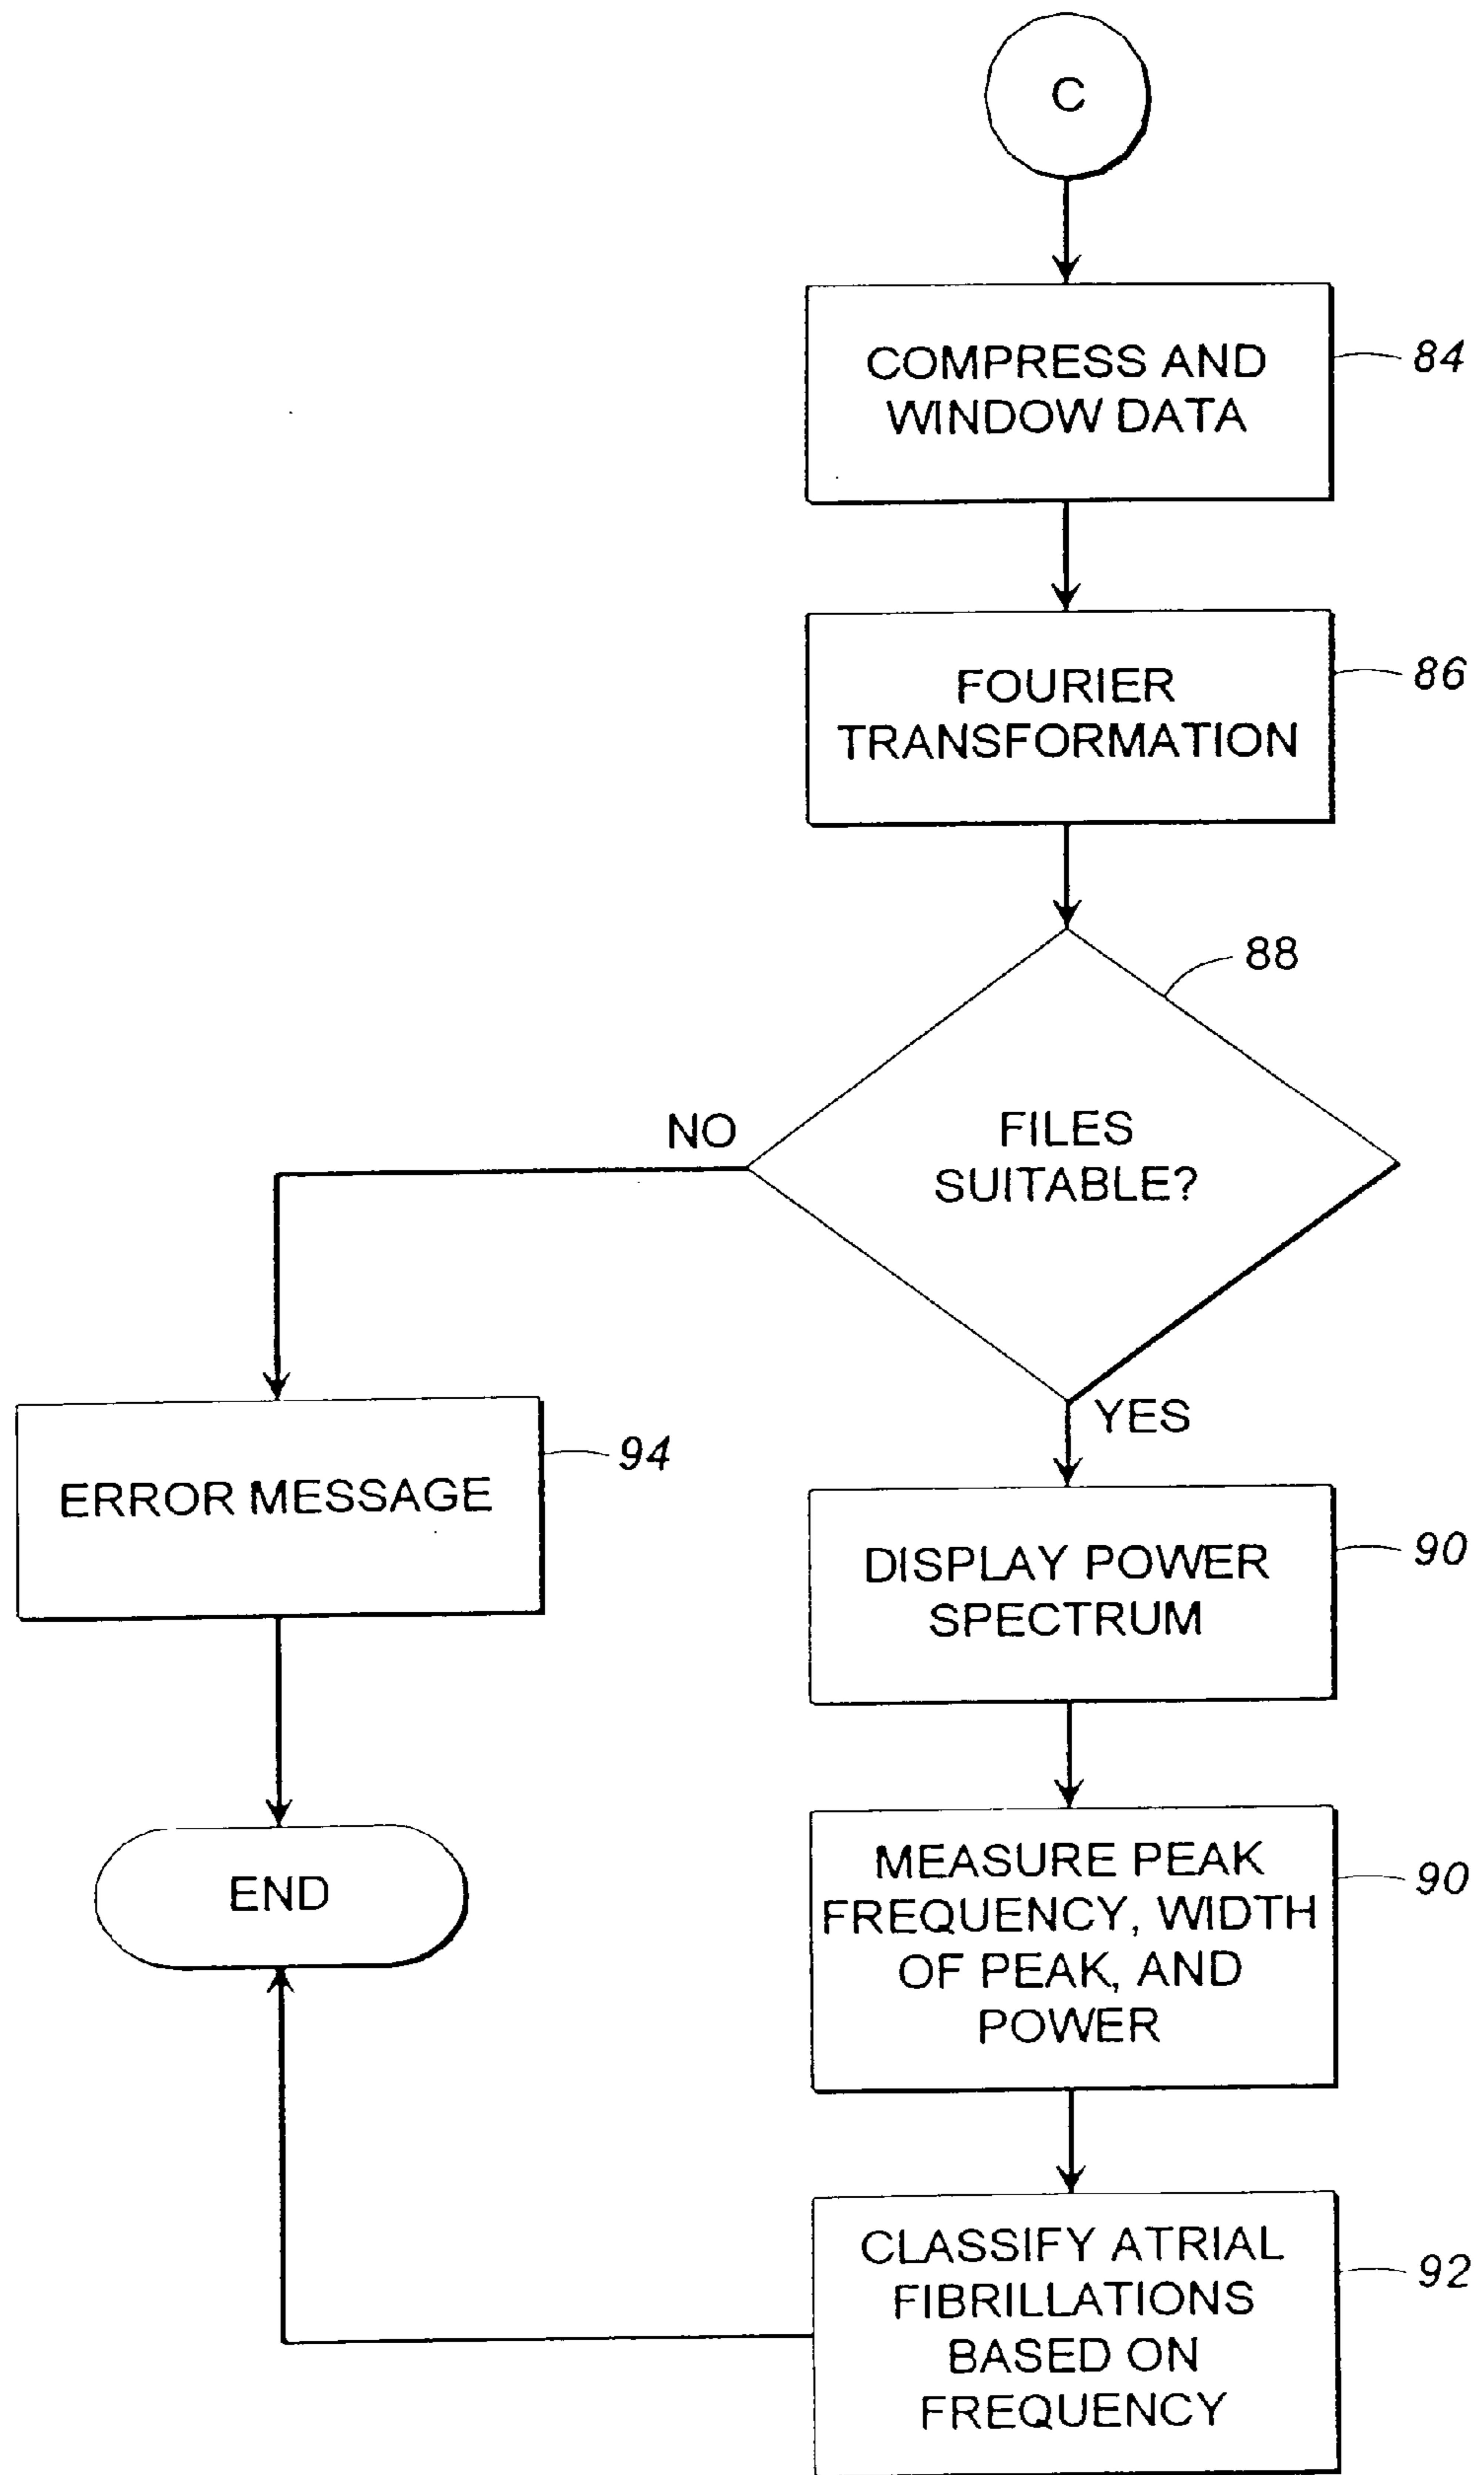 C
COMPRESS AND
WINDOW DATA
84
FOURIER
TRANSFORMATION
86
88
FILES
SUITABLE?
NO
YES
ERROR MESSAGE
94
DISPLAY POWER
SPECTRUM
90
END
MEASURE PEAK
FREQUENCY, WIDTH
OF PEAK, AND
POWER
90
CLASSIFY ATRIAL
FIBRILLATIONS
BASED ON
FREQUENCY
92